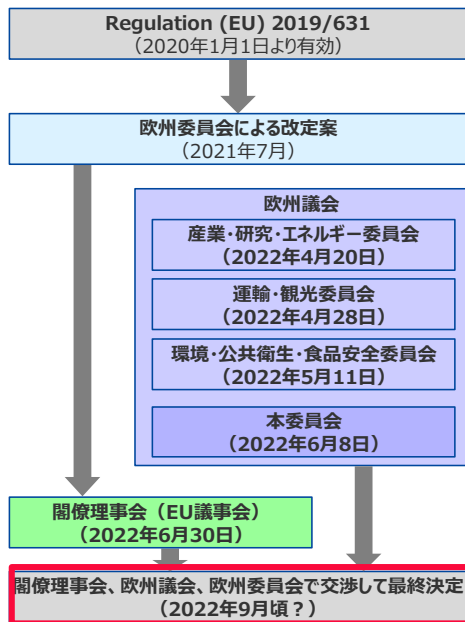 Regulation (EU) 2019/631
（2020年1月1日より有効）
欧州委員会による改定案
（2021年7月）
欧州議会
産業・研究・エネルギー委員会
（2022年4月20日）
運輸・観光委員会
（2022年4月28日）
環境・公共衛生・食品安全委員会
（2022年5月11日）
本委員会
（2022年6月8日）
閣僚理事会（EU議事会）
（2022年6月30日）
閣僚理事会、欧州議会、欧州委員会で交渉して最終決定
（2022年9月頃？）